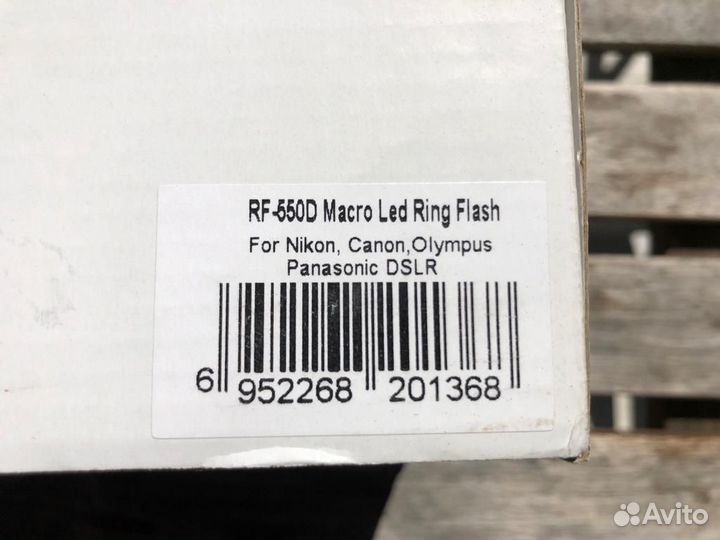 RF-550D Macro Led Ring Flash
For Nikon, Canon,Olympus
Panasonic DSLR
6 952268 201368
Avito